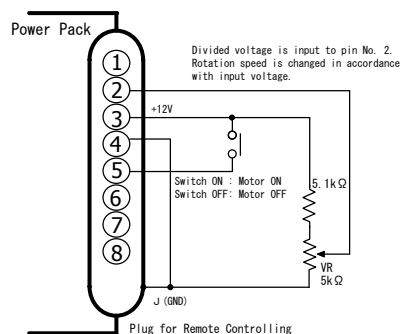 Power Pack
Divided voltage is input to pin No. 2.
Rotation speed is changed in accordance
with input voltage.
1
2
3
4
5
6
7
8
+12V
Switch ON : Motor ON
Switch OFF: Motor OFF
5.1kΩ
VR
5kΩ
J (GND)
Plug for Remote Controlling